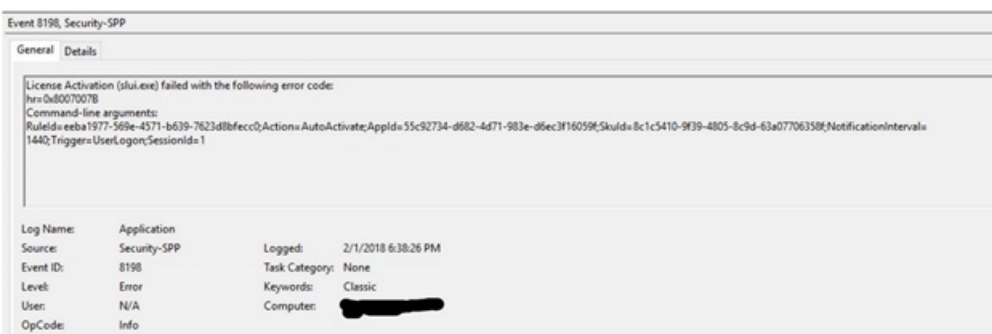 Event 8198, Security-SPP
General Details
License Activation (slui.exe) failed with the following error code:
hr=0x8007007B
Command-line arguments:
RuleId=eeba1977-569e-4571-b639-7623d8bfecc0;Action=AutoActivate;AppId=55c92734-d682-4d71-983e-d6ec3f16059f;SkuId=8c1c5410-9f39-4805-8c9d-63a07706358f;NotificationInterval=
1440;Trigger=UserLogon;SessionId=1
Log Name: Application
Source: Security-SPP Logged: 2/1/2018 6:38:26 PM
Event ID: 8198 Task Category: None
Level: Error Keywords: Classic
User: N/A Computer:
OpCode: Info